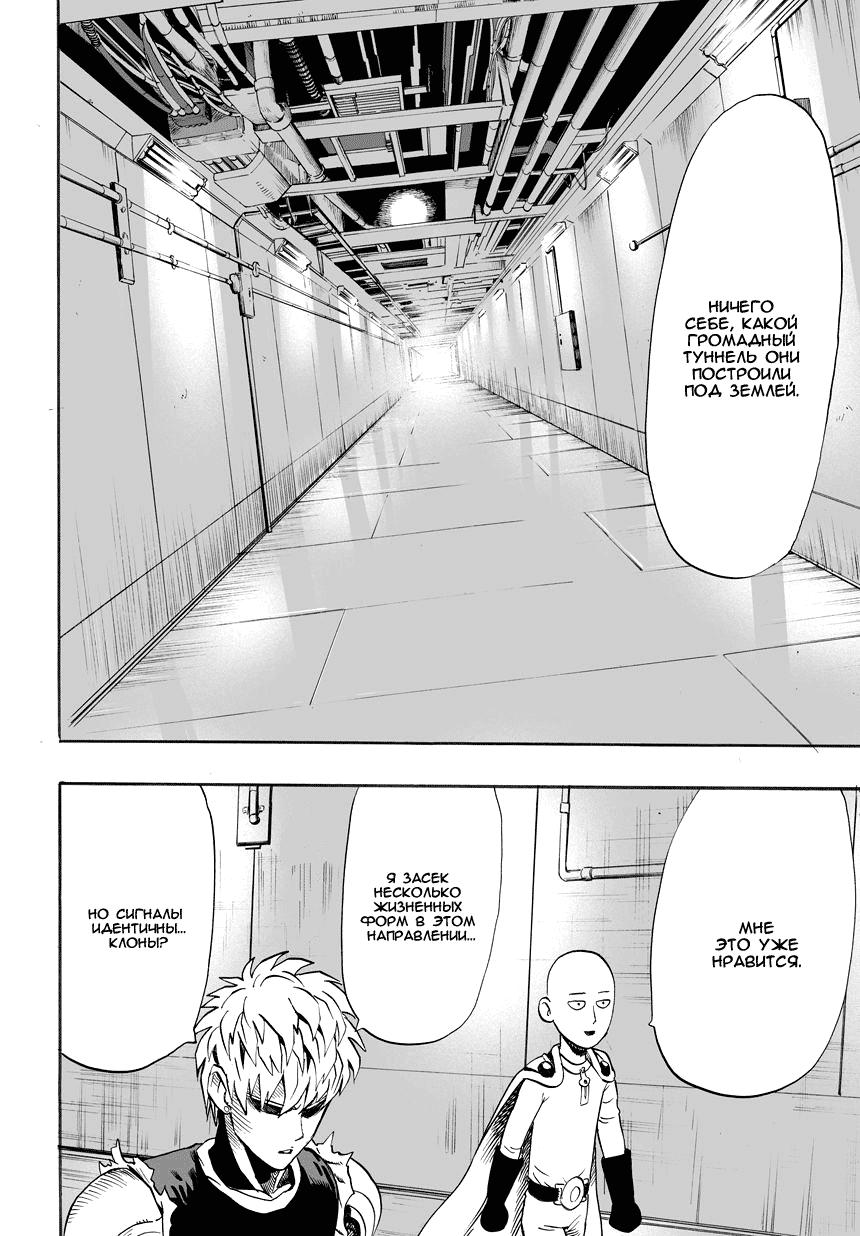 НИЧЕГО
СЕБЕ, КАКОЙ
ГРОМАДНЫЙ
ТУННЕЛЬ ОНИ
ПОСТРОИЛИ
ПОД ЗЕМЛЕЙ.
МНЕ
ЭТО УЖЕ
НРАВИТСЯ.
Я ЗАСЕК
НЕСКОЛЬКО
ЖИЗНЕННЫХ
ФОРМ В ЭТОМ
НАПРАВЛЕНИИ...
НО СИГНАЛЫ
ИДЕНТИЧНЫ...
КЛОНЫ?